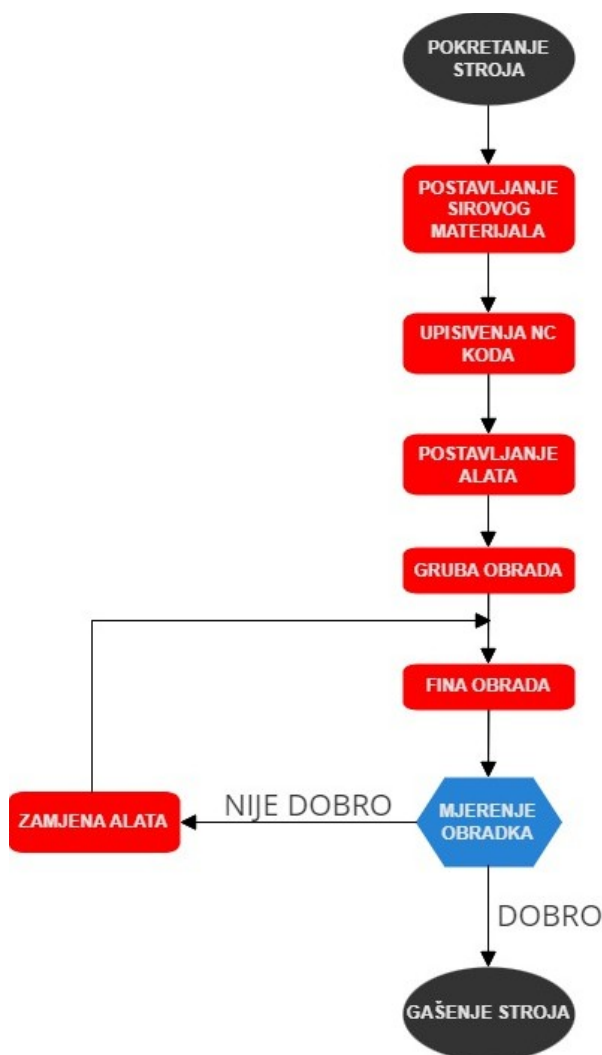 POKRETANJE
STROJA
POSTAVLJANJE
SIROVOG
MATERIJALA
UPISIVENJA NC
KODA
POSTAVLJANJE
ALATA
GRUBA OBRADA
FINA OBRADA
ZAMJENA ALATA
NIJE DOBRO
MJERENJE
OBRADKA
DOBRO
GAŠENJE STROJA